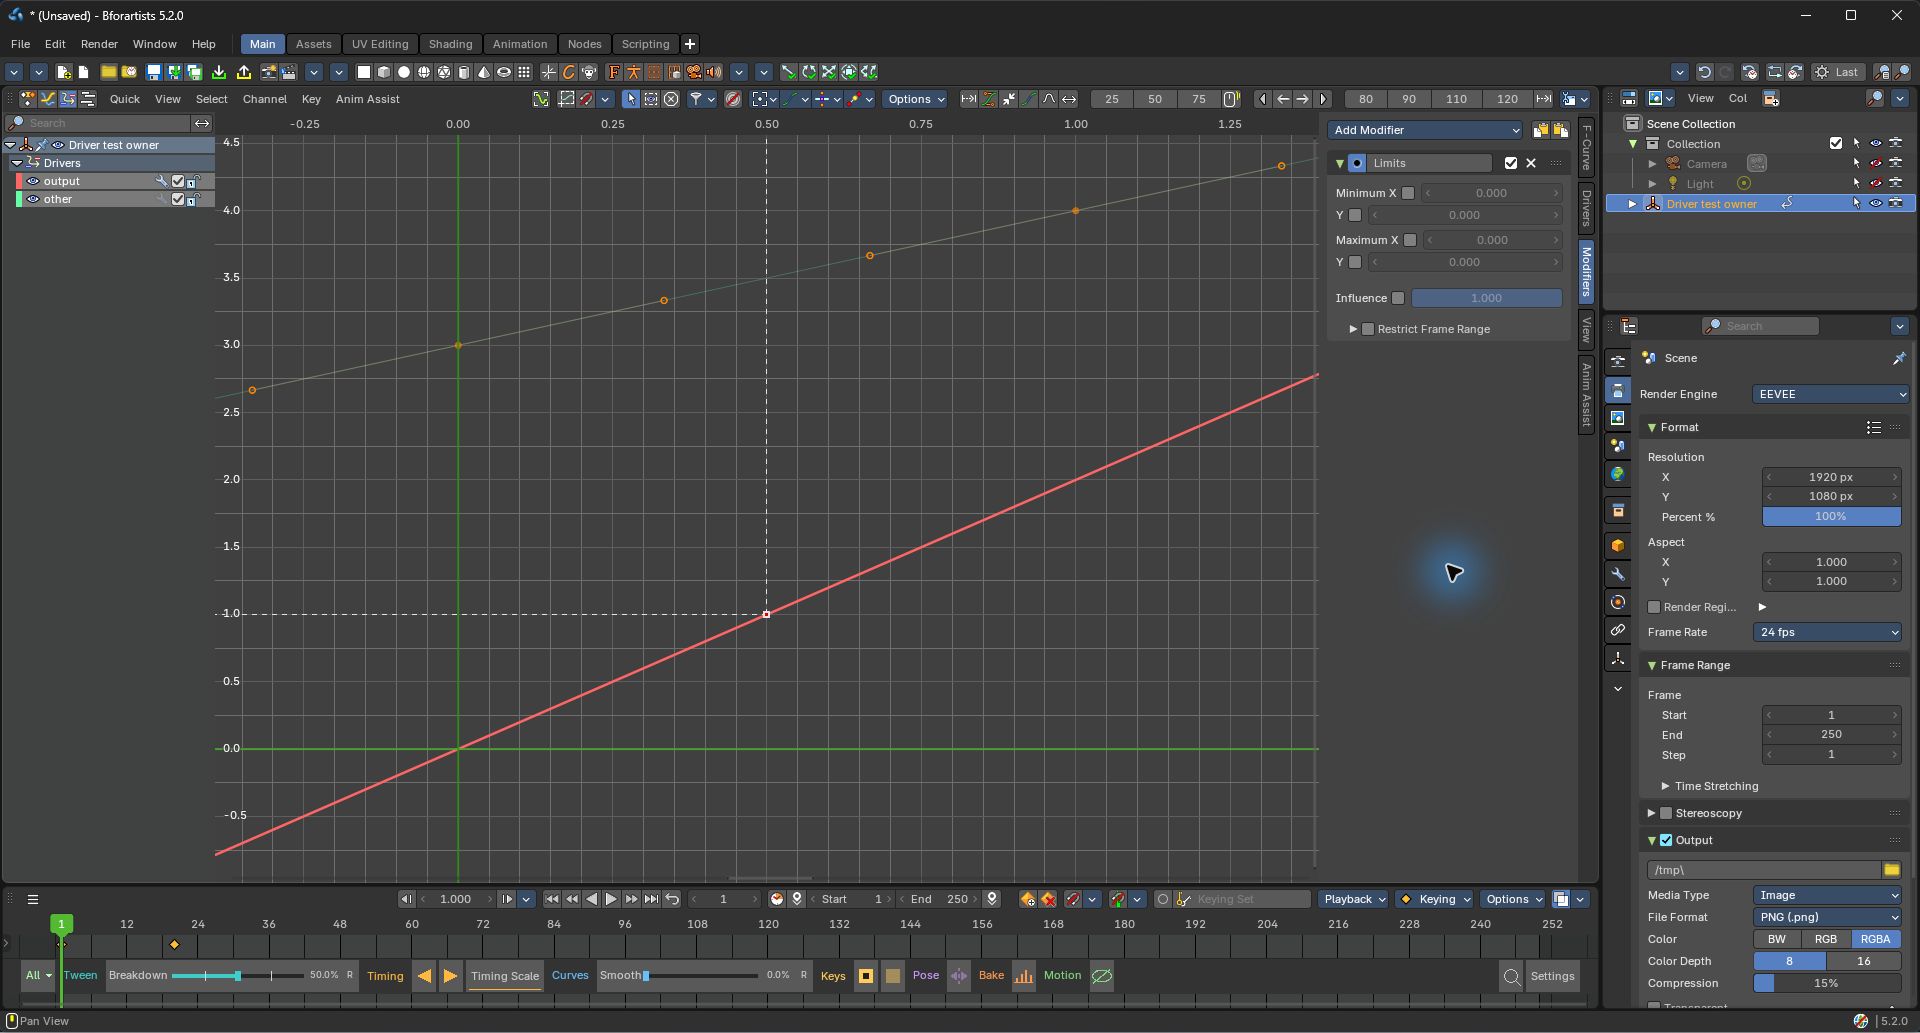 * (Unsaved) - Bforartists 5.2.0
File Edit Render Window Help Main Assets UV Editing Shading Animation Nodes Scripting
Last
Quick View Select Channel Key Anim Assist Options 25 50 75 80 90 110 120
View Col
Search
-0.25 0.00 0.25 0.50 0.75 1.00 1.25
Driver test owner
Drivers
output
other
4.5
4.0
3.5
3.0
2.5
2.0
1.5
1.0
0.5
0.0
-0.5
Add Modifier
Limits
Minimum X 0.000
Y 0.000
Maximum X 0.000
Y 0.000
Influence 1.000
Restrict Frame Range
F-Curve
Drivers
Modifiers
View
Anim Assist
Scene Collection
Collection
Camera
Light
Driver test owner
Search
Scene
Render Engine EEVEE
Format
Resolution
X 1920 px
Y 1080 px
Percent % 100%
Aspect
X 1.000
Y 1.000
Render Regi...
Frame Rate 24 fps
Frame Range
Frame
Start 1
End 250
Step 1
Time Stretching
Stereoscopy
Output
/tmp\
Media Type Image
File Format PNG (.png)
Color BW RGB RGBA
Color Depth 8 16
Compression 15%
1.000 1 Start 1 End 250 Keying Set Playback Keying Options
1 12 24 36 48 60 72 84 96 108 120 132 144 156 168 180 192 204 216 228 240 252
All Tween Breakdown 50.0% R Timing Timing Scale Curves Smooth 0.0% R Keys Pose Bake Motion Settings
Pan View
5.2.0